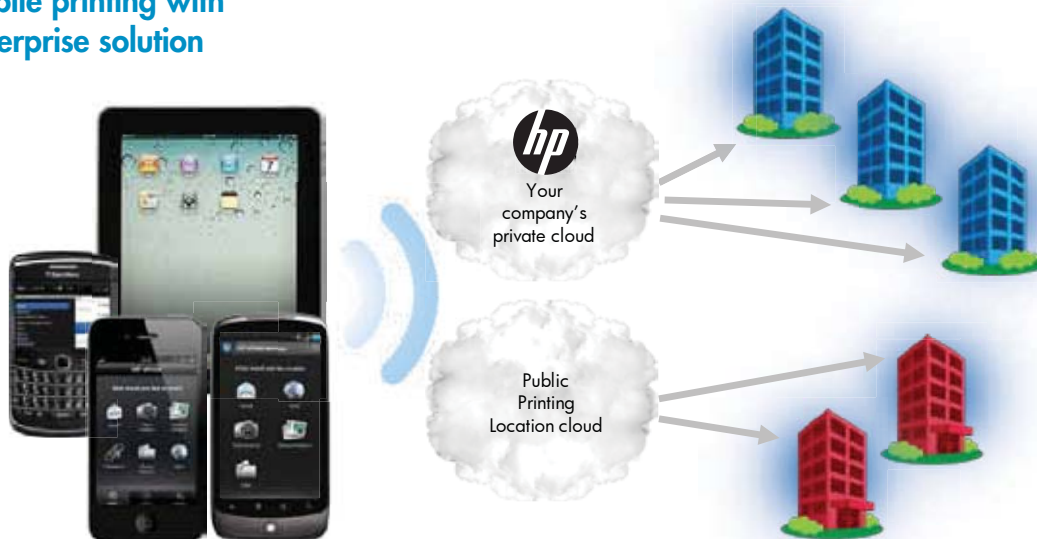 bile printing with
erprise solution
hp
Your
company's
private cloud
Public
Printing
Location cloud